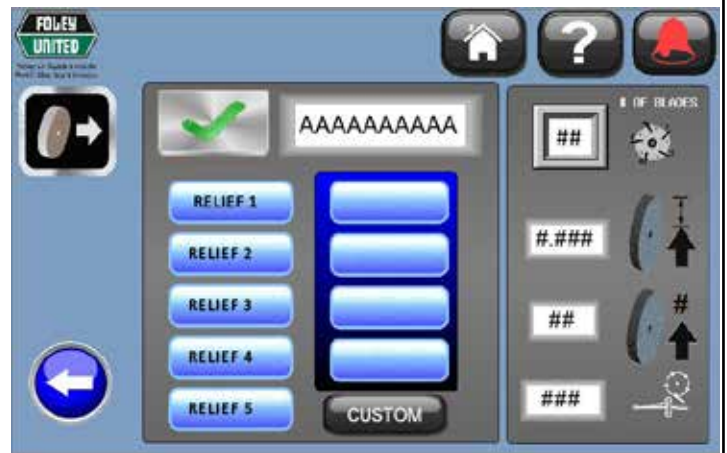 FOLEY
UNITED
?
# OF BLADES
AAAAAAAAAA
##
RELIEF 1
RELIEF 2
#.###
RELIEF 3
##
#
RELIEF 4
RELIEF 5
CUSTOM
###